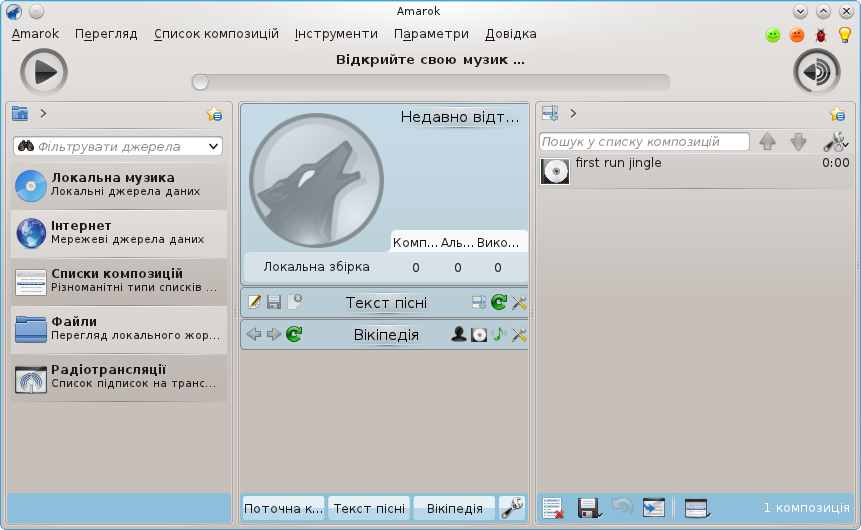 Amarok
Amarok Перегляд Список композицій Інструменти Параметри Довідка
Відкрийте свою музик ...
Фільтрувати джерела
Локальна музика
Локальні джерела даних
Інтернет
Мережеві джерела даних
Списки композицій
Різноманітні типи списків ...
Файли
Перегляд локального жор...
Радіотрансляції
Список підписок на транс...
Недавно відт...
Комп... Аль... Вико...
Локальна збірка 0 0 0
Текст пісні
Вікіпедія
Поточна к... Текст пісні Вікіпедія
Пошук у списку композицій
first run jingle 0:00
1 композиція